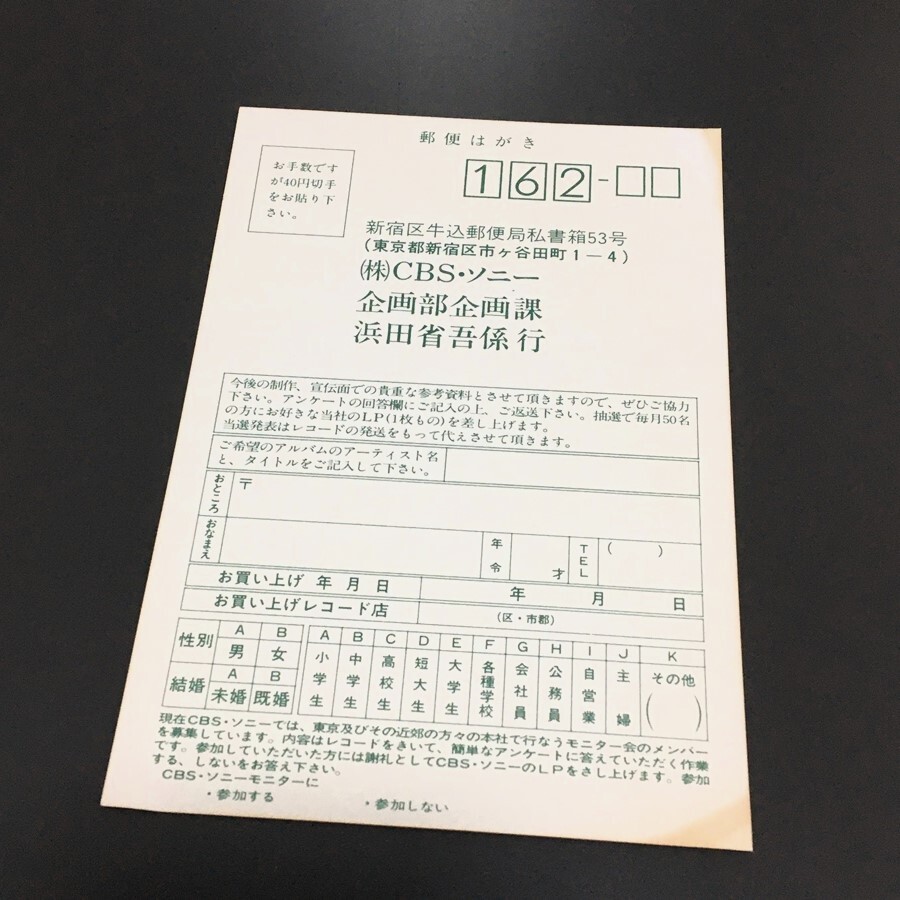 郵便はがき
お手数です
が40円切手
をお貼り下
さい。
162-
新宿区牛込郵便局私書箱53号
(東京都新宿区市ヶ谷田町1-4)
(株)CBS・ソニー
企画部企画課
浜田省吾係行
今後の制作、宣伝面での貴重な参考資料とさせて頂きますので、ぜひご協力
下さい。アンケートの回答欄にご記入の上、ご返送下さい。抽選で毎月50名
の方にお好きな当社のLP(1枚もの)を差し上げます。
当選発表はレコードの発送をもって代えさせて頂きます。
ご希望のアルバムのアーティスト名
と、タイトルをご記入して下さい。
おところ 〒
おなまえ 年令 才 TEL ( )
お買い上げ 年 月 日 年 月 日
お買い上げレコード店 (区・市郡)
性別 A 男 B 女
結婚 A 未婚 B 既婚
A 小学生 B 中学生 C 高校生 D 短大生 E 大学生 F 各種学校 G 会社員 H 公務員 I 自営業 J 主婦 K その他 ( )
現在CBS・ソニーでは、東京及びその近郊の方々の本社で行なうモニター会のメンバー
を募集しています。内容はレコードをきいて、簡単なアンケートに答えていただく作業
です。参加していただいた方には謝礼としてCBS・ソニーのLPをさし上げます。参加
する、しないをお答え下さい。
CBS・ソニーモニターに
・参加する ・参加しない